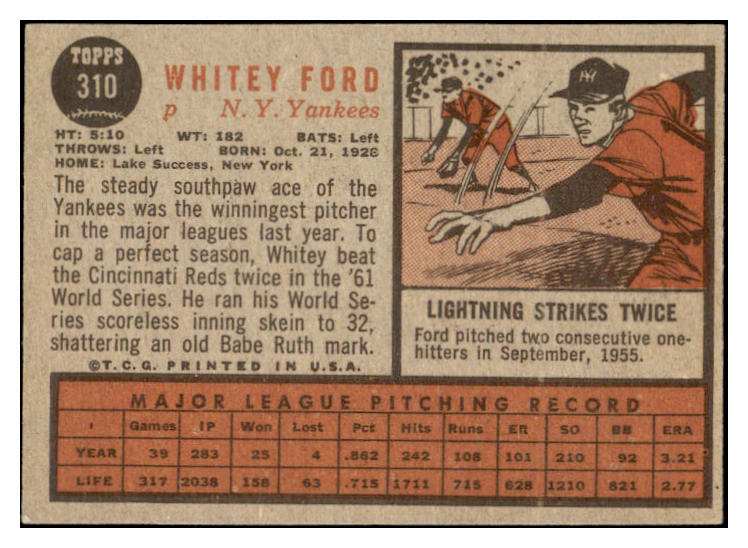 TOPPS
310
WHITEY FORD
p N. Y. Yankees
HT: 5:10 WT: 182 BATS: Left
THROWS: Left BORN: Oct. 21, 1928
HOME: Lake Success, New York
The steady southpaw ace of the
Yankees was the winningest pitcher
in the major leagues last year. To
cap a perfect season, Whitey beat
the Cincinnati Reds twice in the '61
World Series. He ran his World Se-
ries scoreless inning skein to 32,
shattering an old Babe Ruth mark.
©T. C. G. PRINTED IN U.S.A.
NY
LIGHTNING STRIKES TWICE
Ford pitched two consecutive one-
hitters in September, 1955.
MAJOR LEAGUE PITCHING RECORD
Games IP Won Lost Pct Hits Runs ER SO BB ERA
YEAR 39 283 25 4 .862 242 108 101 210 92 3.21
LIFE 317 2038 158 63 .715 1711 715 628 1210 821 2.77